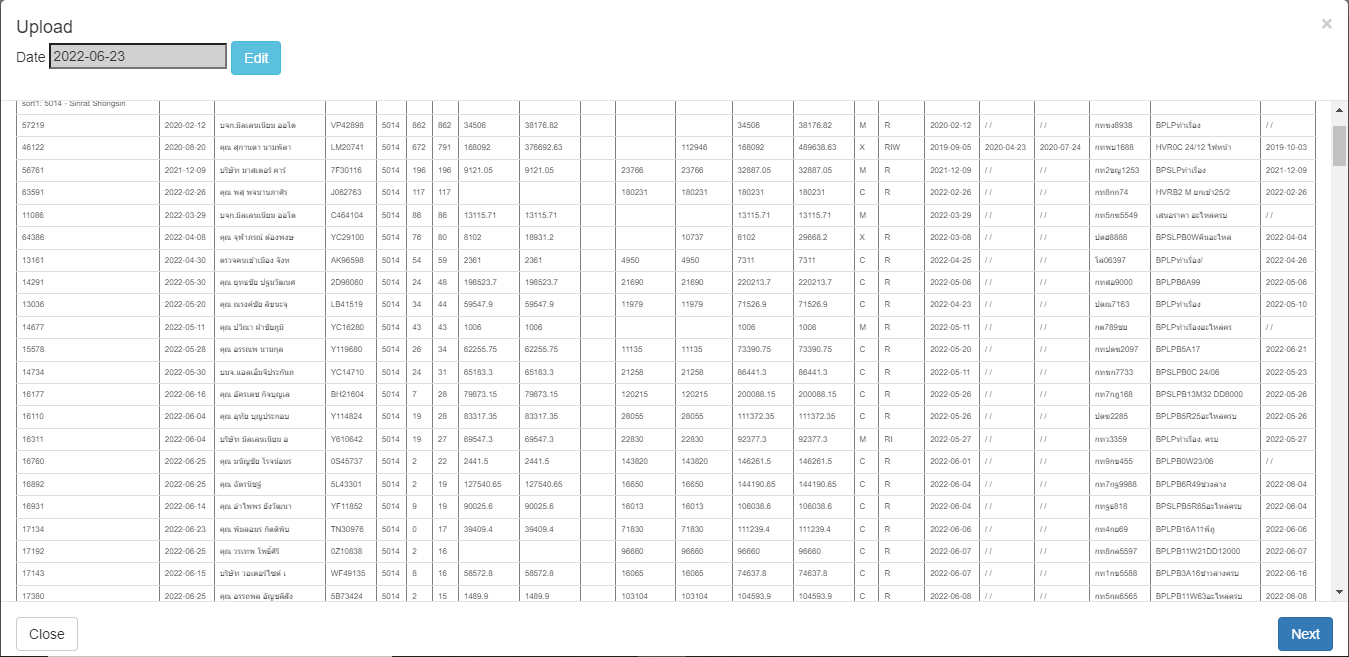 Upload ×
Date 2022-06-23 Edit
sort1: 5014 - Sinrat Shongsin
57219 2020-02-12 บจก.มิลเลนเนียม ออโต VP42898 5014 862 862 34506 38176.82 34506 38176.82 M R 2020-02-12 / / / / กทขง8938 BPLPทำเรื่อง / /
46122 2020-08-20 คุณ สุกานดา นามพิลา LM20741 5014 672 791 168092 376692.63 112946 168092 489638.63 X RIW 2019-09-05 2020-04-23 2020-07-24 กทพบ1688 HVR0C 24/12 ไฟหน้า 2019-10-03
56761 2021-12-09 บริษัท มาสเตอร์ คาร์ 7F30116 5014 196 196 9121.05 9121.05 23766 23766 32887.05 32887.05 M R 2021-12-09 / / / / กท2ขญ1253 BPSLPทำเรื่อง 2021-12-09
63591 2022-02-26 คุณ พสุ พจนานภาศิร J062763 5014 117 117 180231 180231 180231 180231 C R 2022-02-26 / / / / กท8กก74 HVRB2 M ยกเข้า25/2 2022-02-26
11086 2022-03-29 บจก.มิลเลนเนียม ออโต C464104 5014 86 86 13115.71 13115.71 13115.71 13115.71 M 2022-03-29 / / / / กท5กข5549 เสนอราคา อะไหล่ครบ / /
64386 2022-04-08 คุณ จุฬาภรณ์ ต้องพงษ YC29100 5014 76 80 8102 18931.2 10737 8102 29668.2 X R 2022-03-08 / / / / 8888 BPSLPB0Wคืนอะไหล่ 2022-04-04
13161 2022-04-30 ตรวจคนเข้าเมือง จังห AK96598 5014 54 59 2361 2361 4950 4950 7311 7311 C R 2022-04-25 / / / / โล06397 BPLPทำเรื่อง/ 2022-04-26
14291 2022-05-30 คุณ ยุทธชัย ปฐมวัฒนศ 2D98060 5014 24 48 198523.7 198523.7 21690 21690 220213.7 220213.7 C R 2022-05-06 / / / / กทสอ9000 BPLPB6A99 2022-05-06
13036 2022-05-20 คุณ ณรงค์ชัย ลิขนะจุ LB41519 5014 34 44 59547.9 59547.9 11979 11979 71526.9 71526.9 C R 2022-04-23 / / / / ปตณ7163 BPLPทำเรื่อง 2022-05-10
14677 2022-05-11 คุณ ปวีณา ฝ่ายัยภูมิ YC16280 5014 43 43 1006 1006 1006 1006 M R 2022-05-11 / / / / กต789ชย BPLPทำเรื่องอะไหล่คร / /
15578 2022-05-28 คุณ อรรณพ นามกุล Y119680 5014 26 34 62255.75 62255.75 11135 11135 73390.75 73390.75 C R 2022-05-20 / / / / กทปตข2097 BPLPB5A17 2022-06-21
14734 2022-05-30 บมจ.แอลเอ็มจีประกันภ YC14710 5014 24 31 65183.3 65183.3 21258 21258 86441.3 86441.3 C R 2022-05-11 / / / / กทขก7733 BPSLPB0C 24/06 2022-05-23
16177 2022-06-16 คุณ อัครเดช กิจบุญเล BH21604 5014 7 28 79873.15 79873.15 120215 120215 200088.15 200088.15 C R 2022-05-26 / / / / กท7กฎ168 BPSLPB13M32 DD8000 2022-05-26
16110 2022-06-04 คุณ อุทัย บุญประกอบ Y114824 5014 19 28 83317.35 83317.35 28055 28055 111372.35 111372.35 C R 2022-05-26 / / / / ปตข2285 BPLPB5R25อะไหล่ครบ 2022-05-26
16311 2022-06-04 บริษัท มิลเลนเนียม อ Y610642 5014 19 27 69547.3 69547.3 22830 22830 92377.3 92377.3 M RI 2022-05-27 / / / / กทว3359 BPLPทำเรื่อง. ครบ 2022-05-27
16760 2022-06-25 คุณ มนัญชัย โรจน์อมร 0S45737 5014 2 22 2441.5 2441.5 143820 143820 146261.5 146261.5 C R 2022-06-01 / / / / กท9กข455 BPLPB0W23/06 / /
16892 2022-06-25 คุณ ฉัตรนิชฐ์ 5L43301 5014 2 19 127540.65 127540.65 16650 16650 144190.65 144190.65 C R 2022-06-04 / / / / กท7กฐ9988 BPLPB6R49ช่วงล่าง 2022-06-04
16931 2022-06-14 คุณ อำไพพร ยังวัฒนา YF11852 5014 9 19 90025.6 90025.6 16013 16013 106038.6 106038.6 C R 2022-06-04 / / / / กทฐธ818 BPSLPB5R85อะไหล่ครบ 2022-06-04
17134 2022-06-23 คุณ พิมลอมร กิตติพิบ TN30976 5014 0 17 39409.4 39409.4 71830 71830 111239.4 111239.4 C R 2022-06-06 / / / / กท4กย69 BPLPB16A11พี่ภู 2022-06-06
17192 2022-06-25 คุณ วรเทพ โพธิ์ศิริ 0Z10838 5014 2 16 96660 96660 96660 96660 C R 2022-06-07 / / / / กท8กล5597 BPLPB11W21DD12000 2022-06-07
17143 2022-06-15 บริษัท วอเตอร์ไซด์ เ WF49135 5014 8 16 58572.8 58572.8 16065 16065 74637.8 74637.8 C R 2022-06-07 / / / / กท1กข5588 BPLPB3A16ข่าวล่างครบ 2022-06-16
17380 2022-06-25 คุณ อรรถพล อัญชลีสัง 5B73424 5014 2 15 1489.9 1489.9 103104 103104 104593.9 104593.9 C R 2022-06-08 / / / / กท5กผ6565 BPLPB11W63อะไหล่ครบ 2022-06-08
Close Next